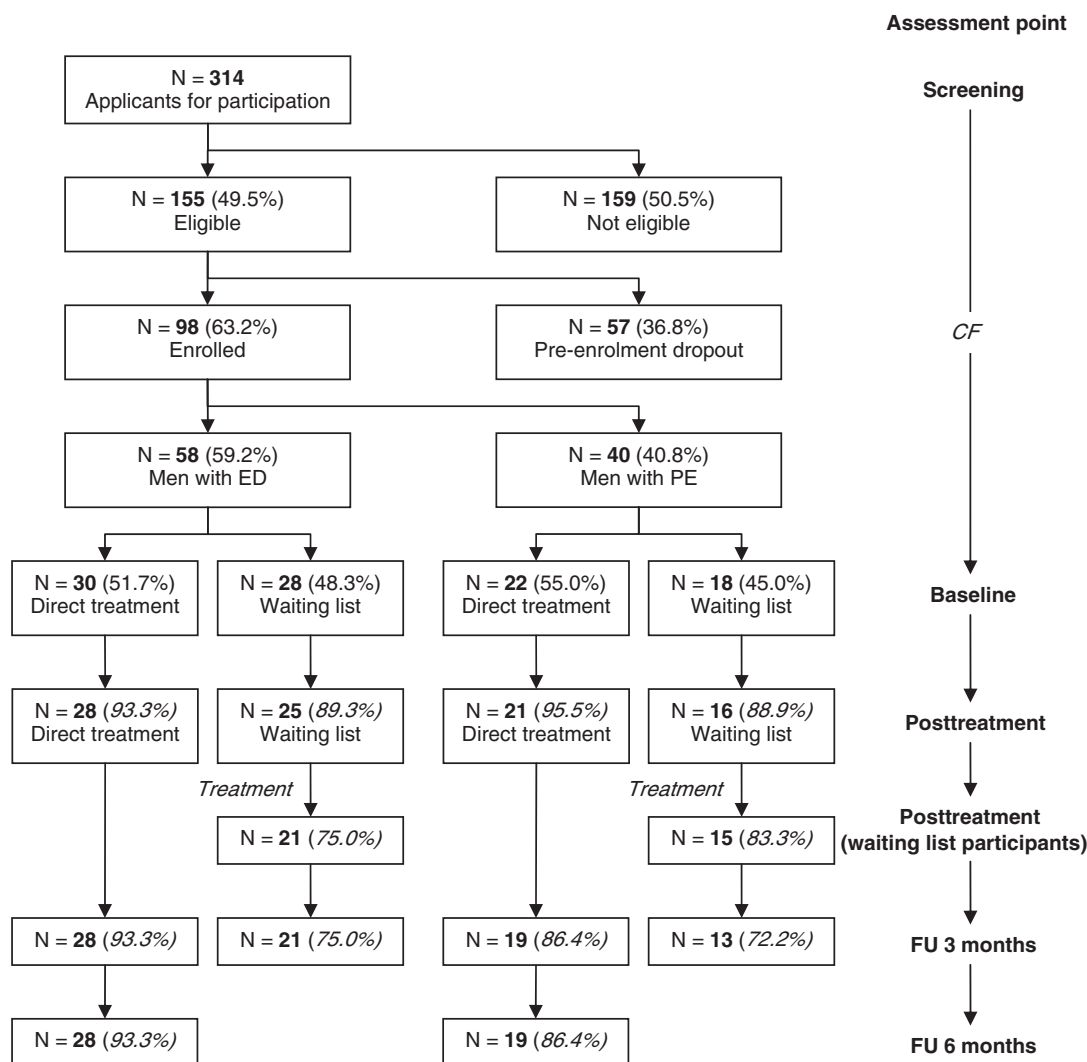 Assessment point
N = 314
Applicants for participation
Screening
N = 155 (49.5%)
Eligible
N = 159 (50.5%)
Not eligible
N = 98 (63.2%)
Enrolled
N = 57 (36.8%)
Pre-enrolment dropout
CF
N = 58 (59.2%)
Men with ED
N = 40 (40.8%)
Men with PE
N = 30 (51.7%)
Direct treatment
N = 28 (48.3%)
Waiting list
N = 22 (55.0%)
Direct treatment
N = 18 (45.0%)
Waiting list
Baseline
N = 28 (93.3%)
Direct treatment
N = 25 (89.3%)
Waiting list
N = 21 (95.5%)
Direct treatment
N = 16 (88.9%)
Waiting list
Posttreatment
Treatment
Treatment
N = 21 (75.0%)
N = 15 (83.3%)
Posttreatment
(waiting list participants)
N = 28 (93.3%)
N = 21 (75.0%)
N = 19 (86.4%)
N = 13 (72.2%)
FU 3 months
N = 28 (93.3%)
N = 19 (86.4%)
FU 6 months